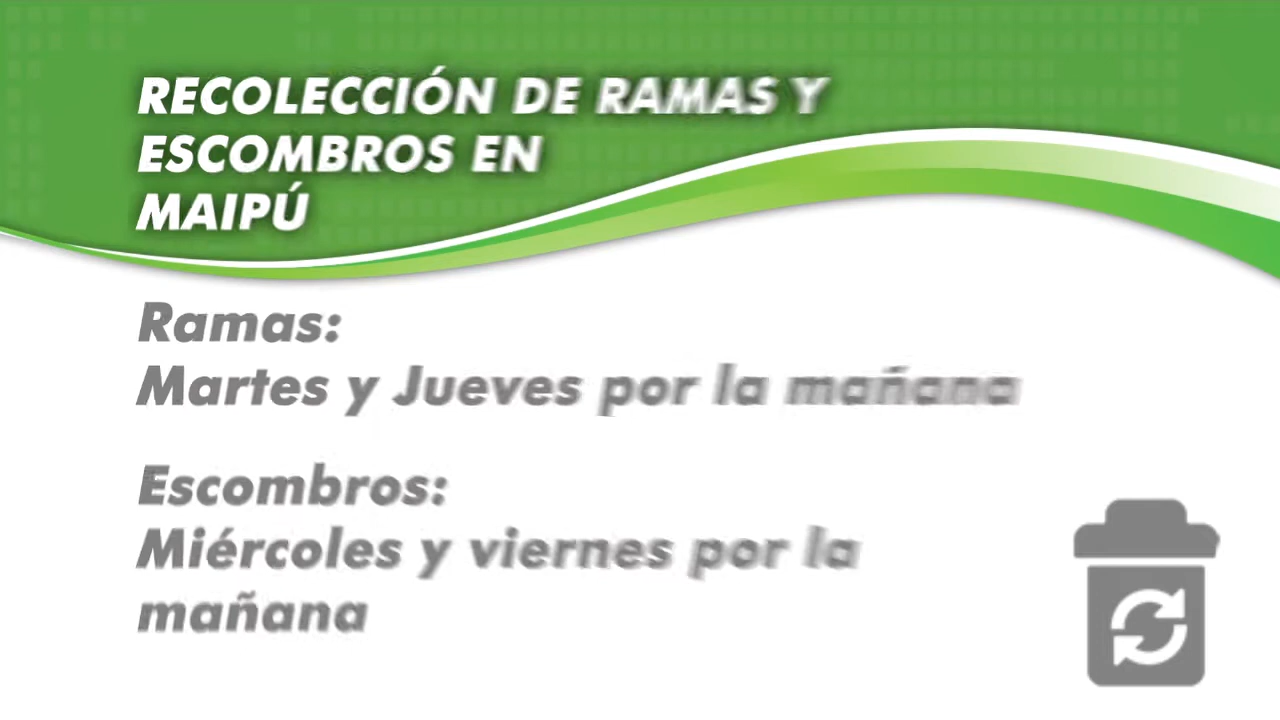 RECOLECCIÓN DE RAMAS Y
ESCOMBROS EN
MAIPÚ
Ramas:
Martes y Jueves por la mañana
Escombros:
Miércoles y viernes por la
mañana